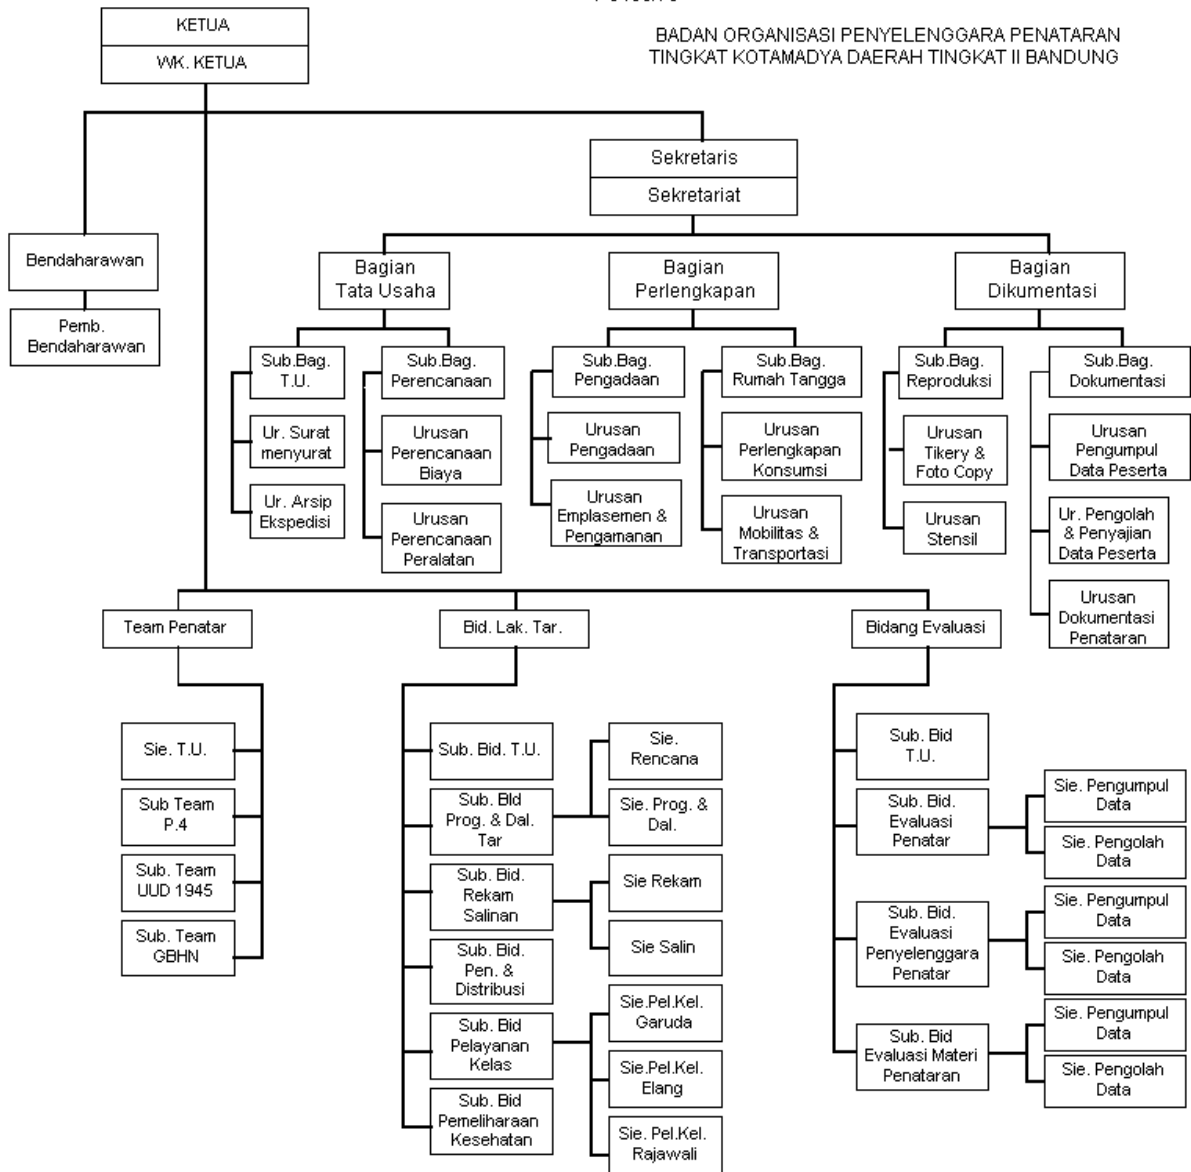 KETUA
WK. KETUA
BADAN ORGANISASI PENYELENGGARA PENATARAN
TINGKAT KOTAMADYA DAERAH TINGKAT II BANDUNG
Sekretaris
Sekretariat
Bendaharawan
Pemb.
Bendaharawan
Bagian
Tata Usaha
Bagian
Perlengkapan
Bagian
Dikumentasi
Sub.Bag.
T.U.
Sub.Bag.
Perencanaan
Sub.Bag.
Pengadaan
Sub.Bag.
Rumah Tangga
Sub.Bag.
Reproduksi
Sub.Bag.
Dokumentasi
Ur. Surat
menyurat
Urusan
Perencanaan
Biaya
Urusan
Pengadaan
Urusan
Perlengkapan
Konsumsi
Urusan
Tikery &
Foto Copy
Urusan
Pengumpul
Data Peserta
Ur. Arsip
Ekspedisi
Urusan
Perencanaan
Peralatan
Urusan
Emplasemen &
Pengamanan
Urusan
Mobilitas &
Transportasi
Urusan
Stensil
Ur. Pengolah
& Penyajian
Data Peserta
Urusan
Dokumentasi
Penataran
Team Penatar
Bid. Lak. Tar.
Bidang Evaluasi
Sie. T.U.
Sub Team
P.4
Sub. Team
UUD 1945
Sub. Team
GBHN
Sub. Bid. T.U.
Sub. BId
Prog. & Dal.
Tar
Sub. Bid.
Rekam
Salinan
Sub. Bid.
Pen. &
Distribusi
Sub. Bid
Pelayanan
Kelas
Sub. Bid
Pemeliharaan
Kesehatan
Sie.
Rencana
Sie. Prog. &
Dal.
Sie Rekam
Sie Salin
Sie.Pel.Kel.
Garuda
Sie.Pel.Kel.
Elang
Sie. Pel.Kel.
Rajawali
Sub. Bid
T.U.
Sub. Bid.
Evaluasi
Penatar
Sub. Bid.
Evaluasi
Penyelenggara
Penatar
Sub. Bid
Evaluasi Materi
Penataran
Sie. Pengumpul
Data
Sie. Pengolah
Data
Sie. Pengumpul
Data
Sie. Pengolah
Data
Sie. Pengumpul
Data
Sie. Pengolah
Data